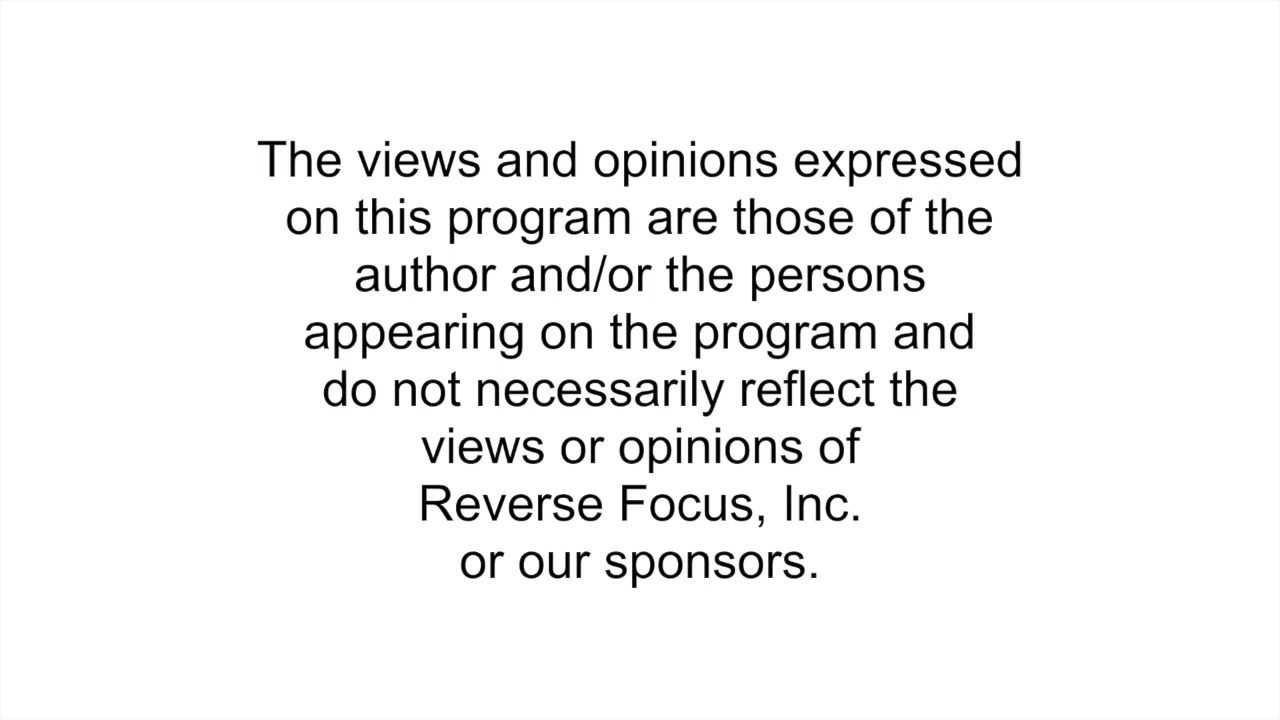 The views and opinions expressed
on this program are those of the
author and/or the persons
appearing on the program and
do not necessarily reflect the
views or opinions of
Reverse Focus, Inc.
or our sponsors.